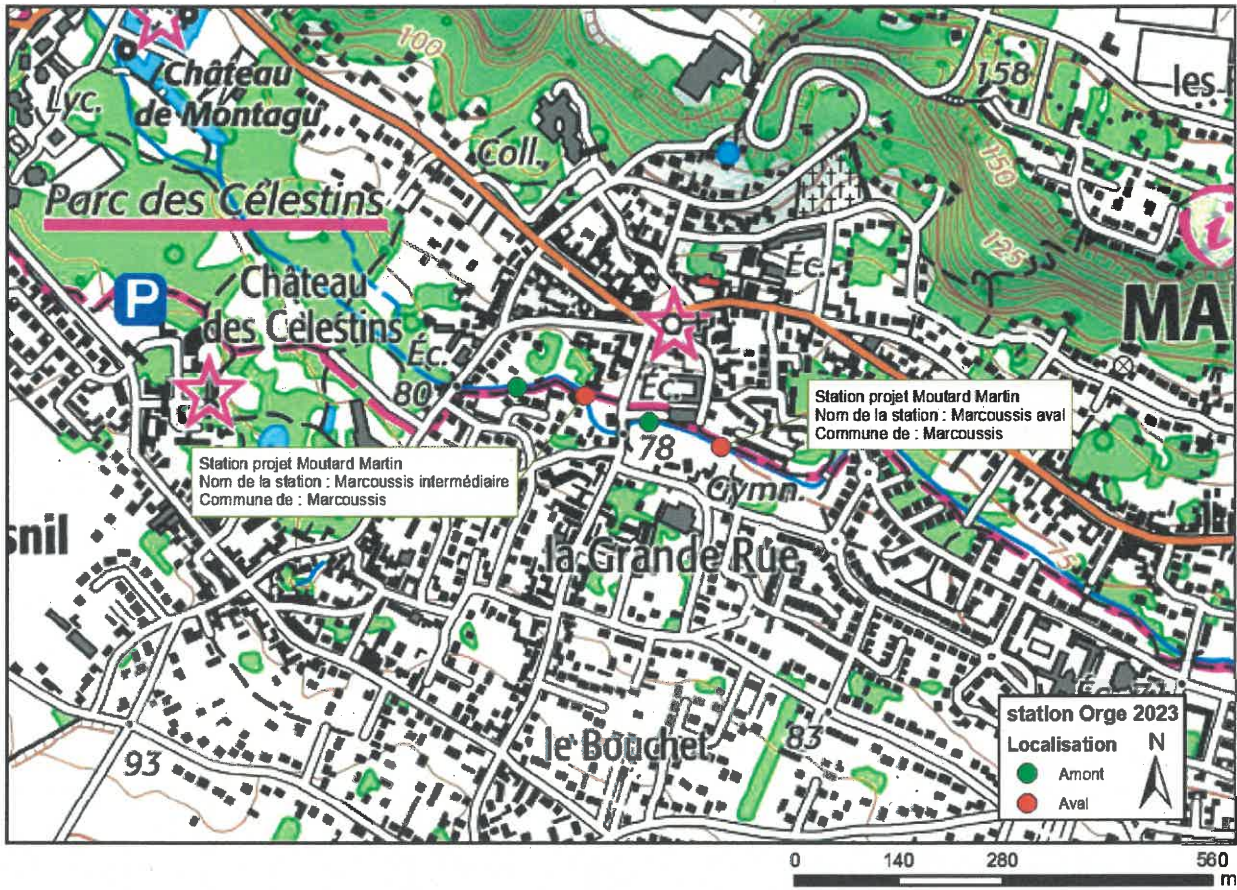 100
Château
de Montagu
Lyc.
Coll.
158
les
150
Parc des Célestins
125
Éc.
P
Château
des Célestins
i
MA
Éc.
80
Éc.
78
Station projet Moutard Martin
Nom de la station : Marcoussis aval
Commune de : Marcoussis
Station projet Moutard Martin
Nom de la station : Marcoussis intermédiaire
Commune de : Marcoussis
Gymn.
snil
la Grande Rue
75
le Bouchet
83
93
station Orge 2023
Localisation
N
Amont
Aval
0 140 280 560
m